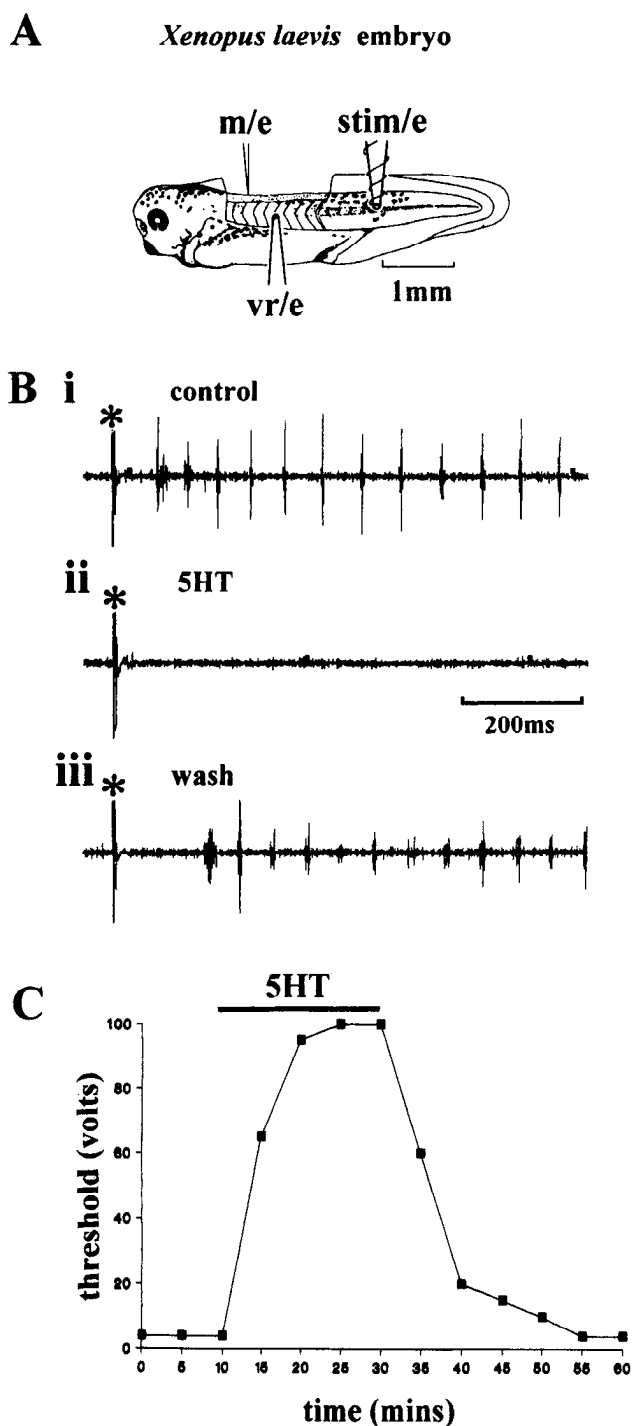 A
Xenopus laevis embryo
m/e
stim/e
vr/e
1mm
B
i
control
*
ii
5HT
*
200ms
iii
wash
*
C
5HT
100
80
60
40
20
0
threshold (volts)
0 5 10 15 20 25 30 35 40 45 50 55 60
time (mins)